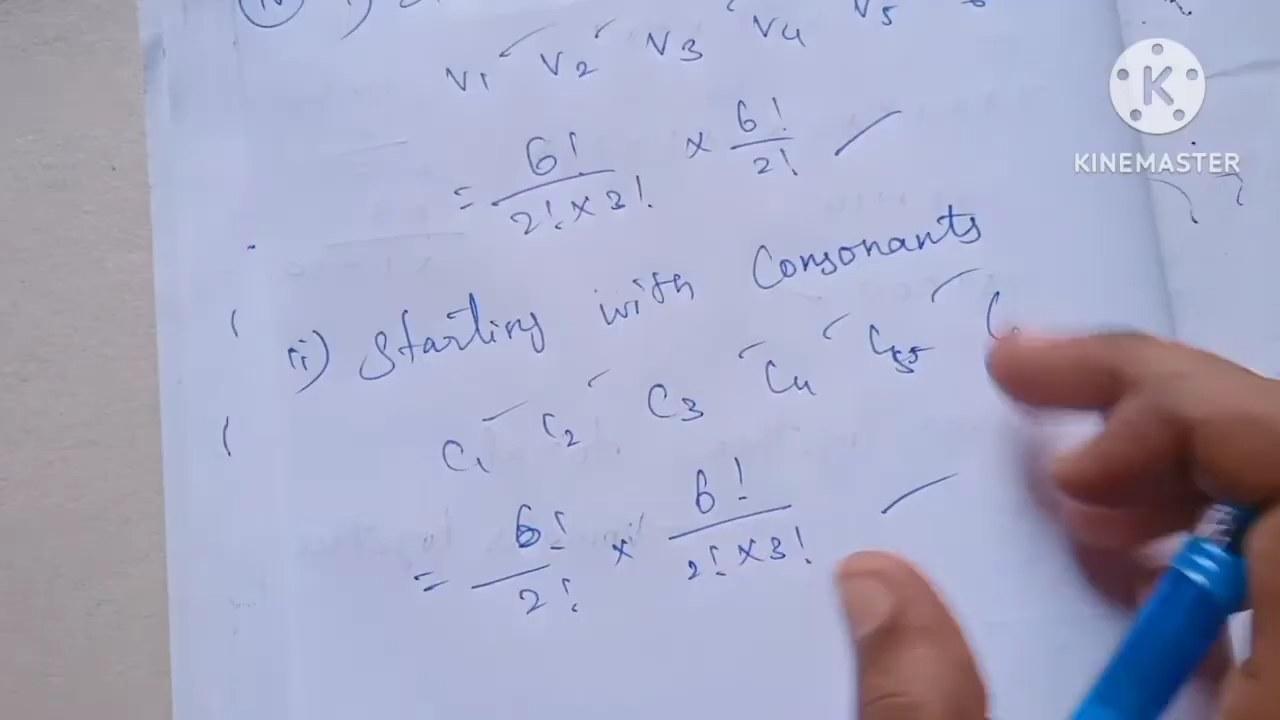 iv) i)
V1 V2 V3 V4 V5
= 6! / 2! × 3! × 6! / 2!
ii) Starting with Consonants
C1 C2 C3 C4 C5 C
= 6! / 2! × 6! / 2! × 3!
K
KINEMASTER